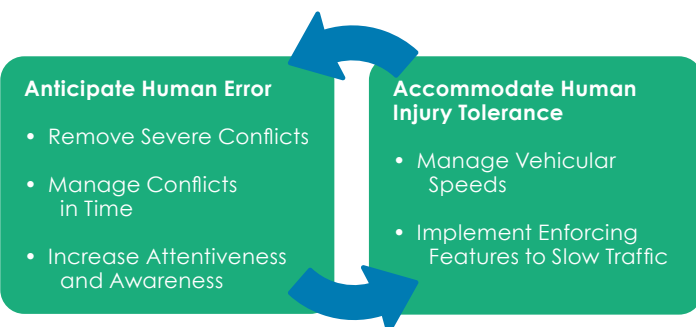 Anticipate Human Error
• Remove Severe Conflicts
• Manage Conflicts
in Time
• Increase Attentiveness
and Awareness
Accommodate Human
Injury Tolerance
• Manage Vehicular
Speeds
• Implement Enforcing
Features to Slow Traffic